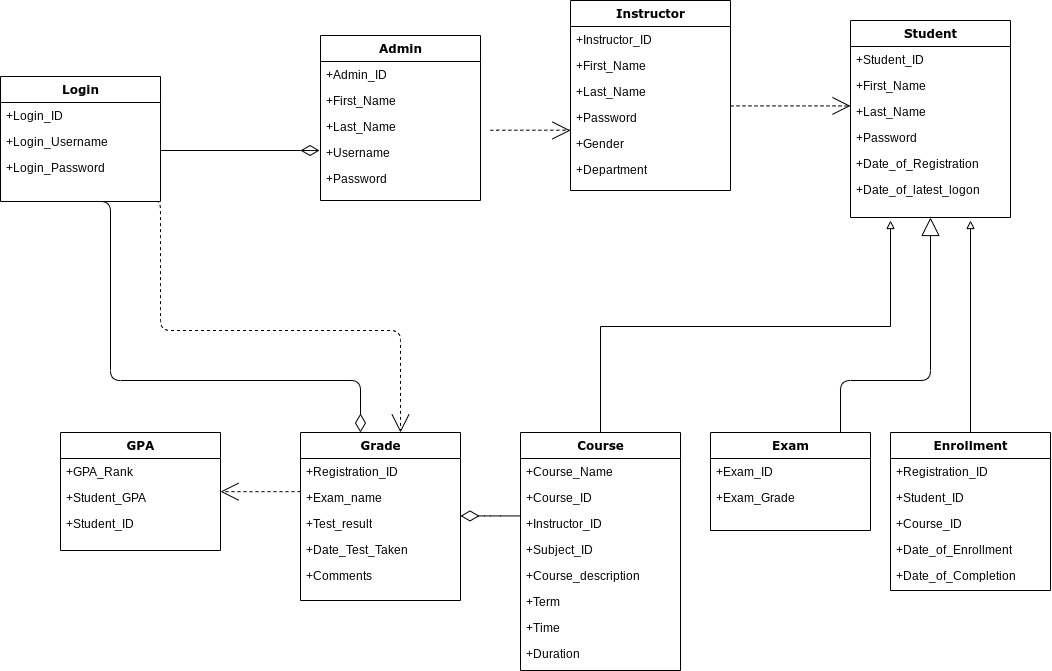 Login
+Login_ID
+Login_Username
+Login_Password
Admin
+Admin_ID
+First_Name
+Last_Name
+Username
+Password
Instructor
+Instructor_ID
+First_Name
+Last_Name
+Password
+Gender
+Department
Student
+Student_ID
+First_Name
+Last_Name
+Password
+Date_of_Registration
+Date_of_latest_logon
GPA
+GPA_Rank
+Student_GPA
+Student_ID
Grade
+Registration_ID
+Exam_name
+Test_result
+Date_Test_Taken
+Comments
Course
+Course_Name
+Course_ID
+Instructor_ID
+Subject_ID
+Course_description
+Term
+Time
+Duration
Exam
+Exam_ID
+Exam_Grade
Enrollment
+Registration_ID
+Student_ID
+Course_ID
+Date_of_Enrollment
+Date_of_Completion